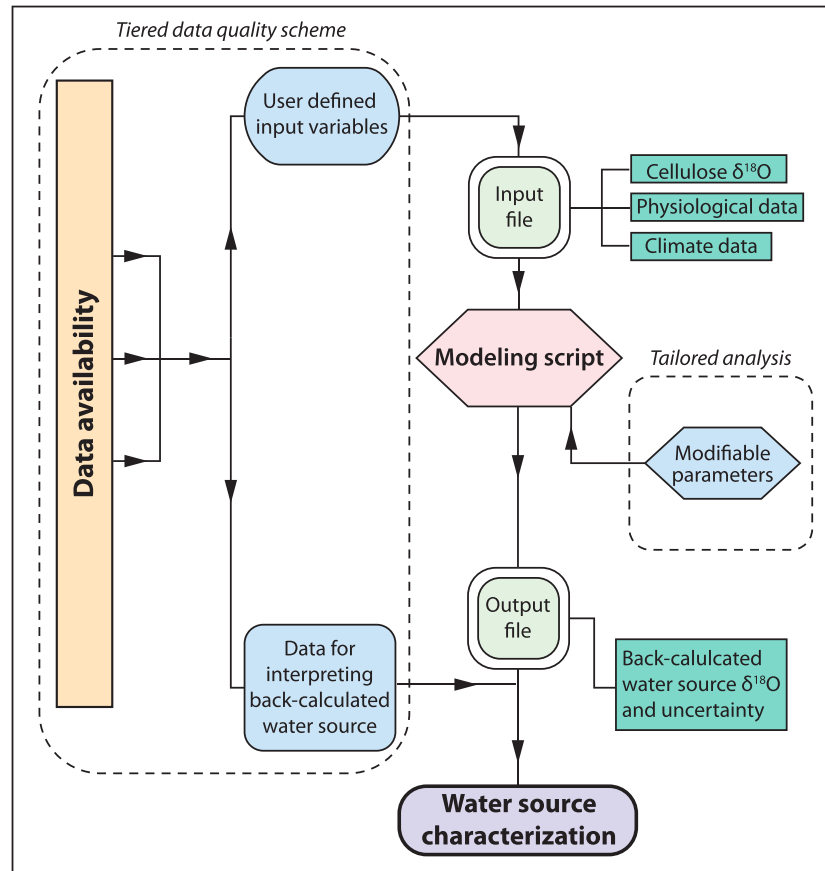 Tiered data quality scheme
User defined
input variables
Input
file
Cellulose δ¹⁸O
Physiological data
Climate data
Data availability
Modeling script
Tailored analysis
Modifiable
parameters
Output
file
Data for
interpreting
back-calculated
water source
Back-calulcated
water source δ¹⁸O
and uncertainty
Water source
characterization